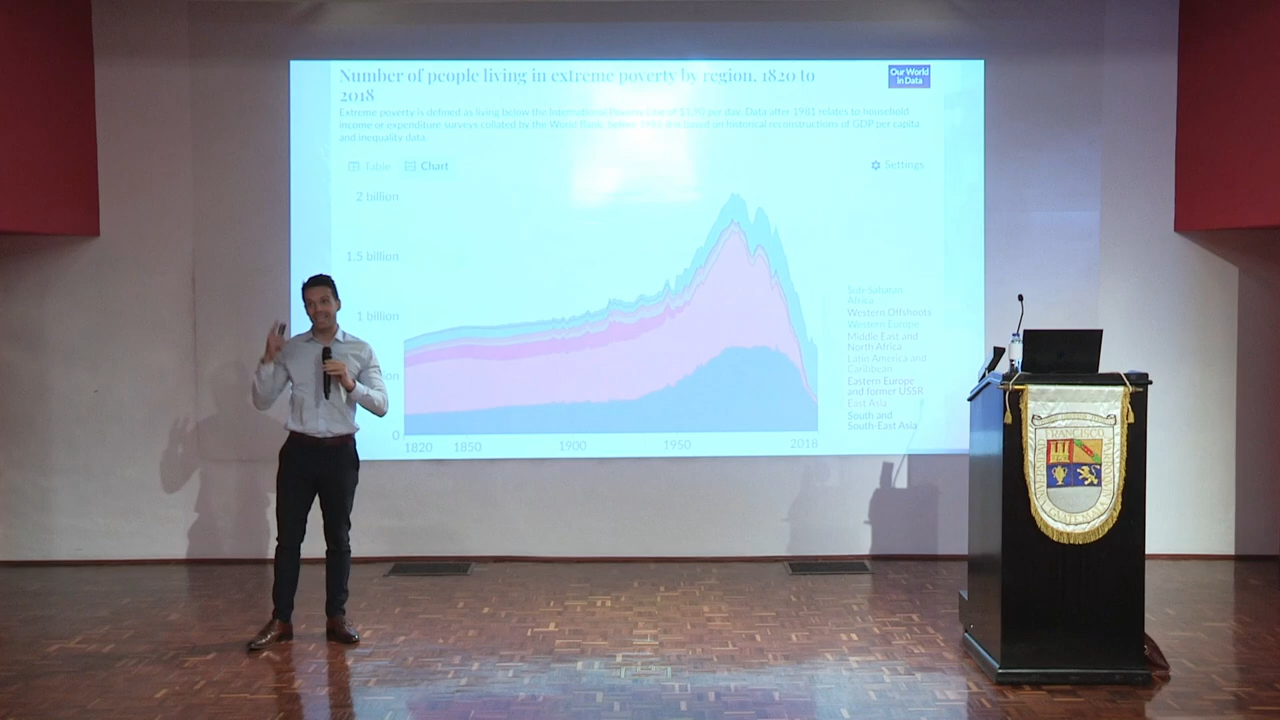 Number of people living in extreme poverty by region, 1820 to
2018
Our World
in Data
Extreme poverty is defined as living below the International Poverty Line of $1.90 per day. Data after 1981 relates to household
income or expenditure surveys collated by the World Bank; before 1981 it is based on historical reconstructions of GDP per capita
and inequality data.
Table
Chart
Settings
2 billion
1.5 billion
1 billion
on
0
1820
1850
1900
1950
2018
Sub-Saharan
Africa
Western Offshoots
Western Europe
Middle East and
North Africa
Latin America and
Caribbean
Eastern Europe
and former USSR
East Asia
South and
South-East Asia
FRANCISCO
GUATEMALA